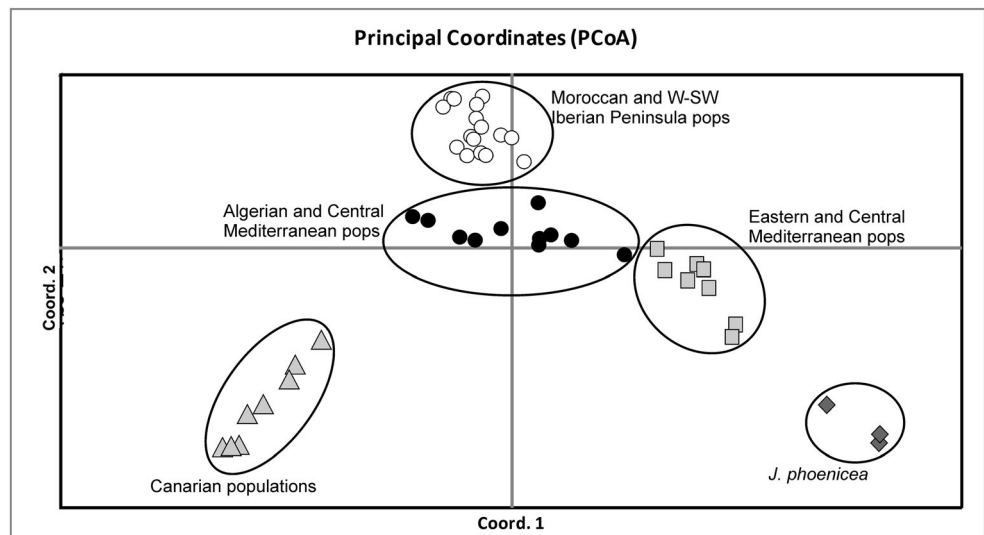 Principal Coordinates (PCoA)
Moroccan and W-SW
Iberian Peninsula pops
Algerian and Central
Mediterranean pops
Eastern and Central
Mediterranean pops
Coord. 2
Canarian populations
J. phoenicea
Coord. 1